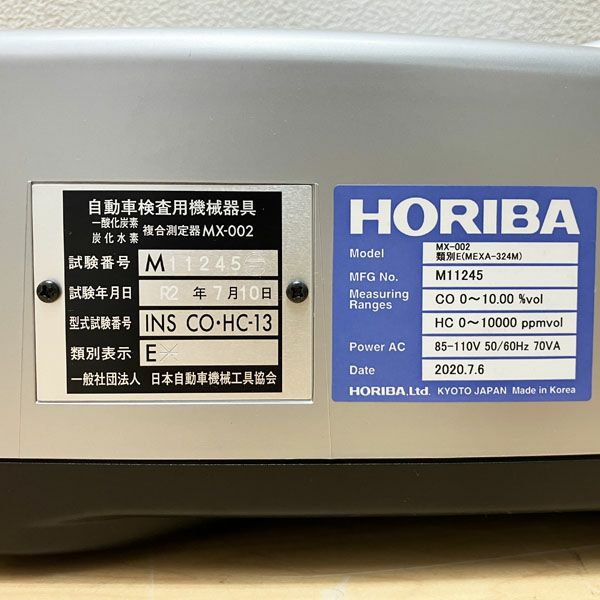 自動車検査用機械器具
一酸化炭素
炭化水素
複合測定器 MX-002
試験番号 M11245
試験年月日 R2 年 7 月 10 日
型式試験番号 INS CO・HC-13
類別表示 E
一般社団法人 日本自動車機械工具協会
HORIBA
Model MX-002
類別E(MEXA-324M)
MFG No. M11245
Measuring Ranges CO 0～10.00 %vol
HC 0～10000 ppmvol
Power AC 85-110V 50/60Hz 70VA
Date 2020.7.6
HORIBA,Ltd. KYOTO JAPAN Made in Korea